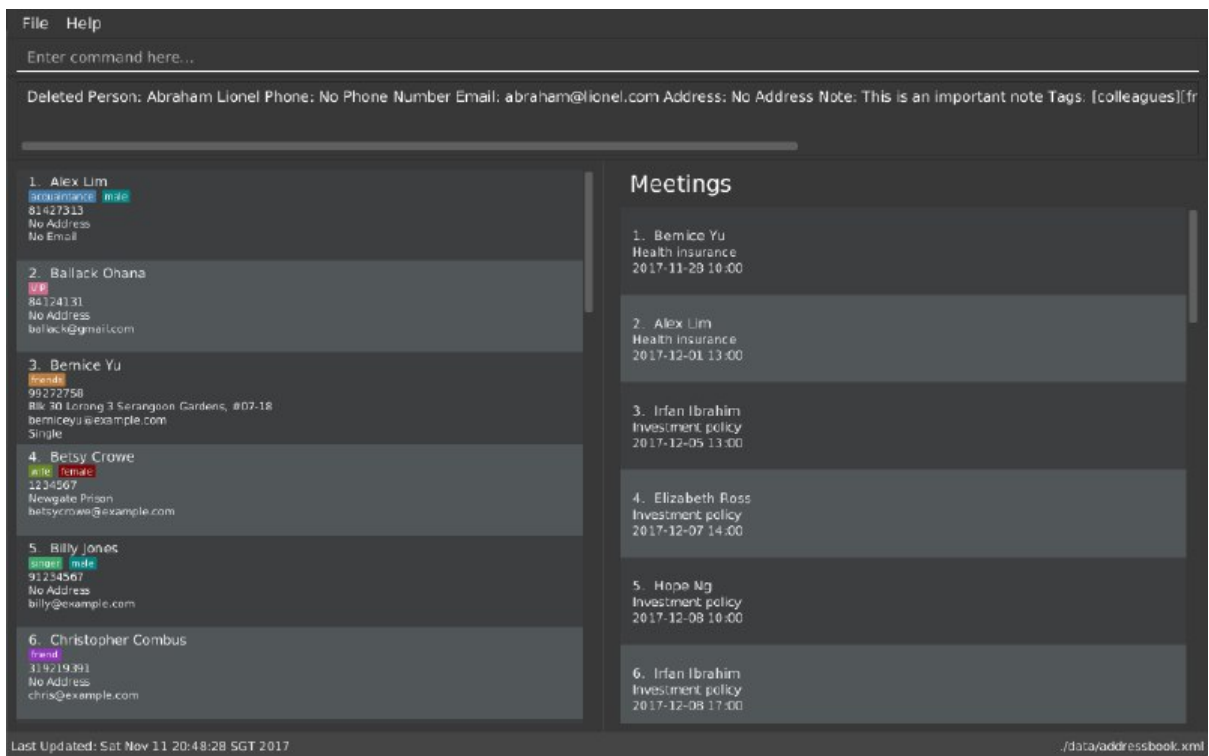 File Help
Enter command here...
Deleted Person: Abraham Lionel Phone: No Phone Number Email: abraham@lionel.com Address: No Address Note: This is an important note Tags: [colleagues][fr
1. Alex Lim
acquaintance male
81427313
No Address
No Email
2. Ballack Ohana
VIP
84124131
No Address
ballack@gmail.com
3. Bernice Yu
friends
99272758
Blk 30 Lorong 3 Serangoon Gardens, #07-18
berniceyu@example.com
Single
4. Betsy Crowe
wife female
1234567
Newgate Prison
betsycrowe@example.com
5. Billy Jones
singer male
91234567
No Address
billy@example.com
6. Christopher Combus
friend
319219391
No Address
chris@example.com
Meetings
1. Bernice Yu
Health insurance
2017-11-28 10:00
2. Alex Lim
Health insurance
2017-12-01 13:00
3. Irfan Ibrahim
Investment policy
2017-12-05 13:00
4. Elizabeth Ross
Investment policy
2017-12-07 14:00
5. Hope Ng
Investment policy
2017-12-08 10:00
6. Irfan Ibrahim
Investment policy
2017-12-08 17:00
Last Updated: Sat Nov 11 20:48:28 SGT 2017
./data/addressbook.xml